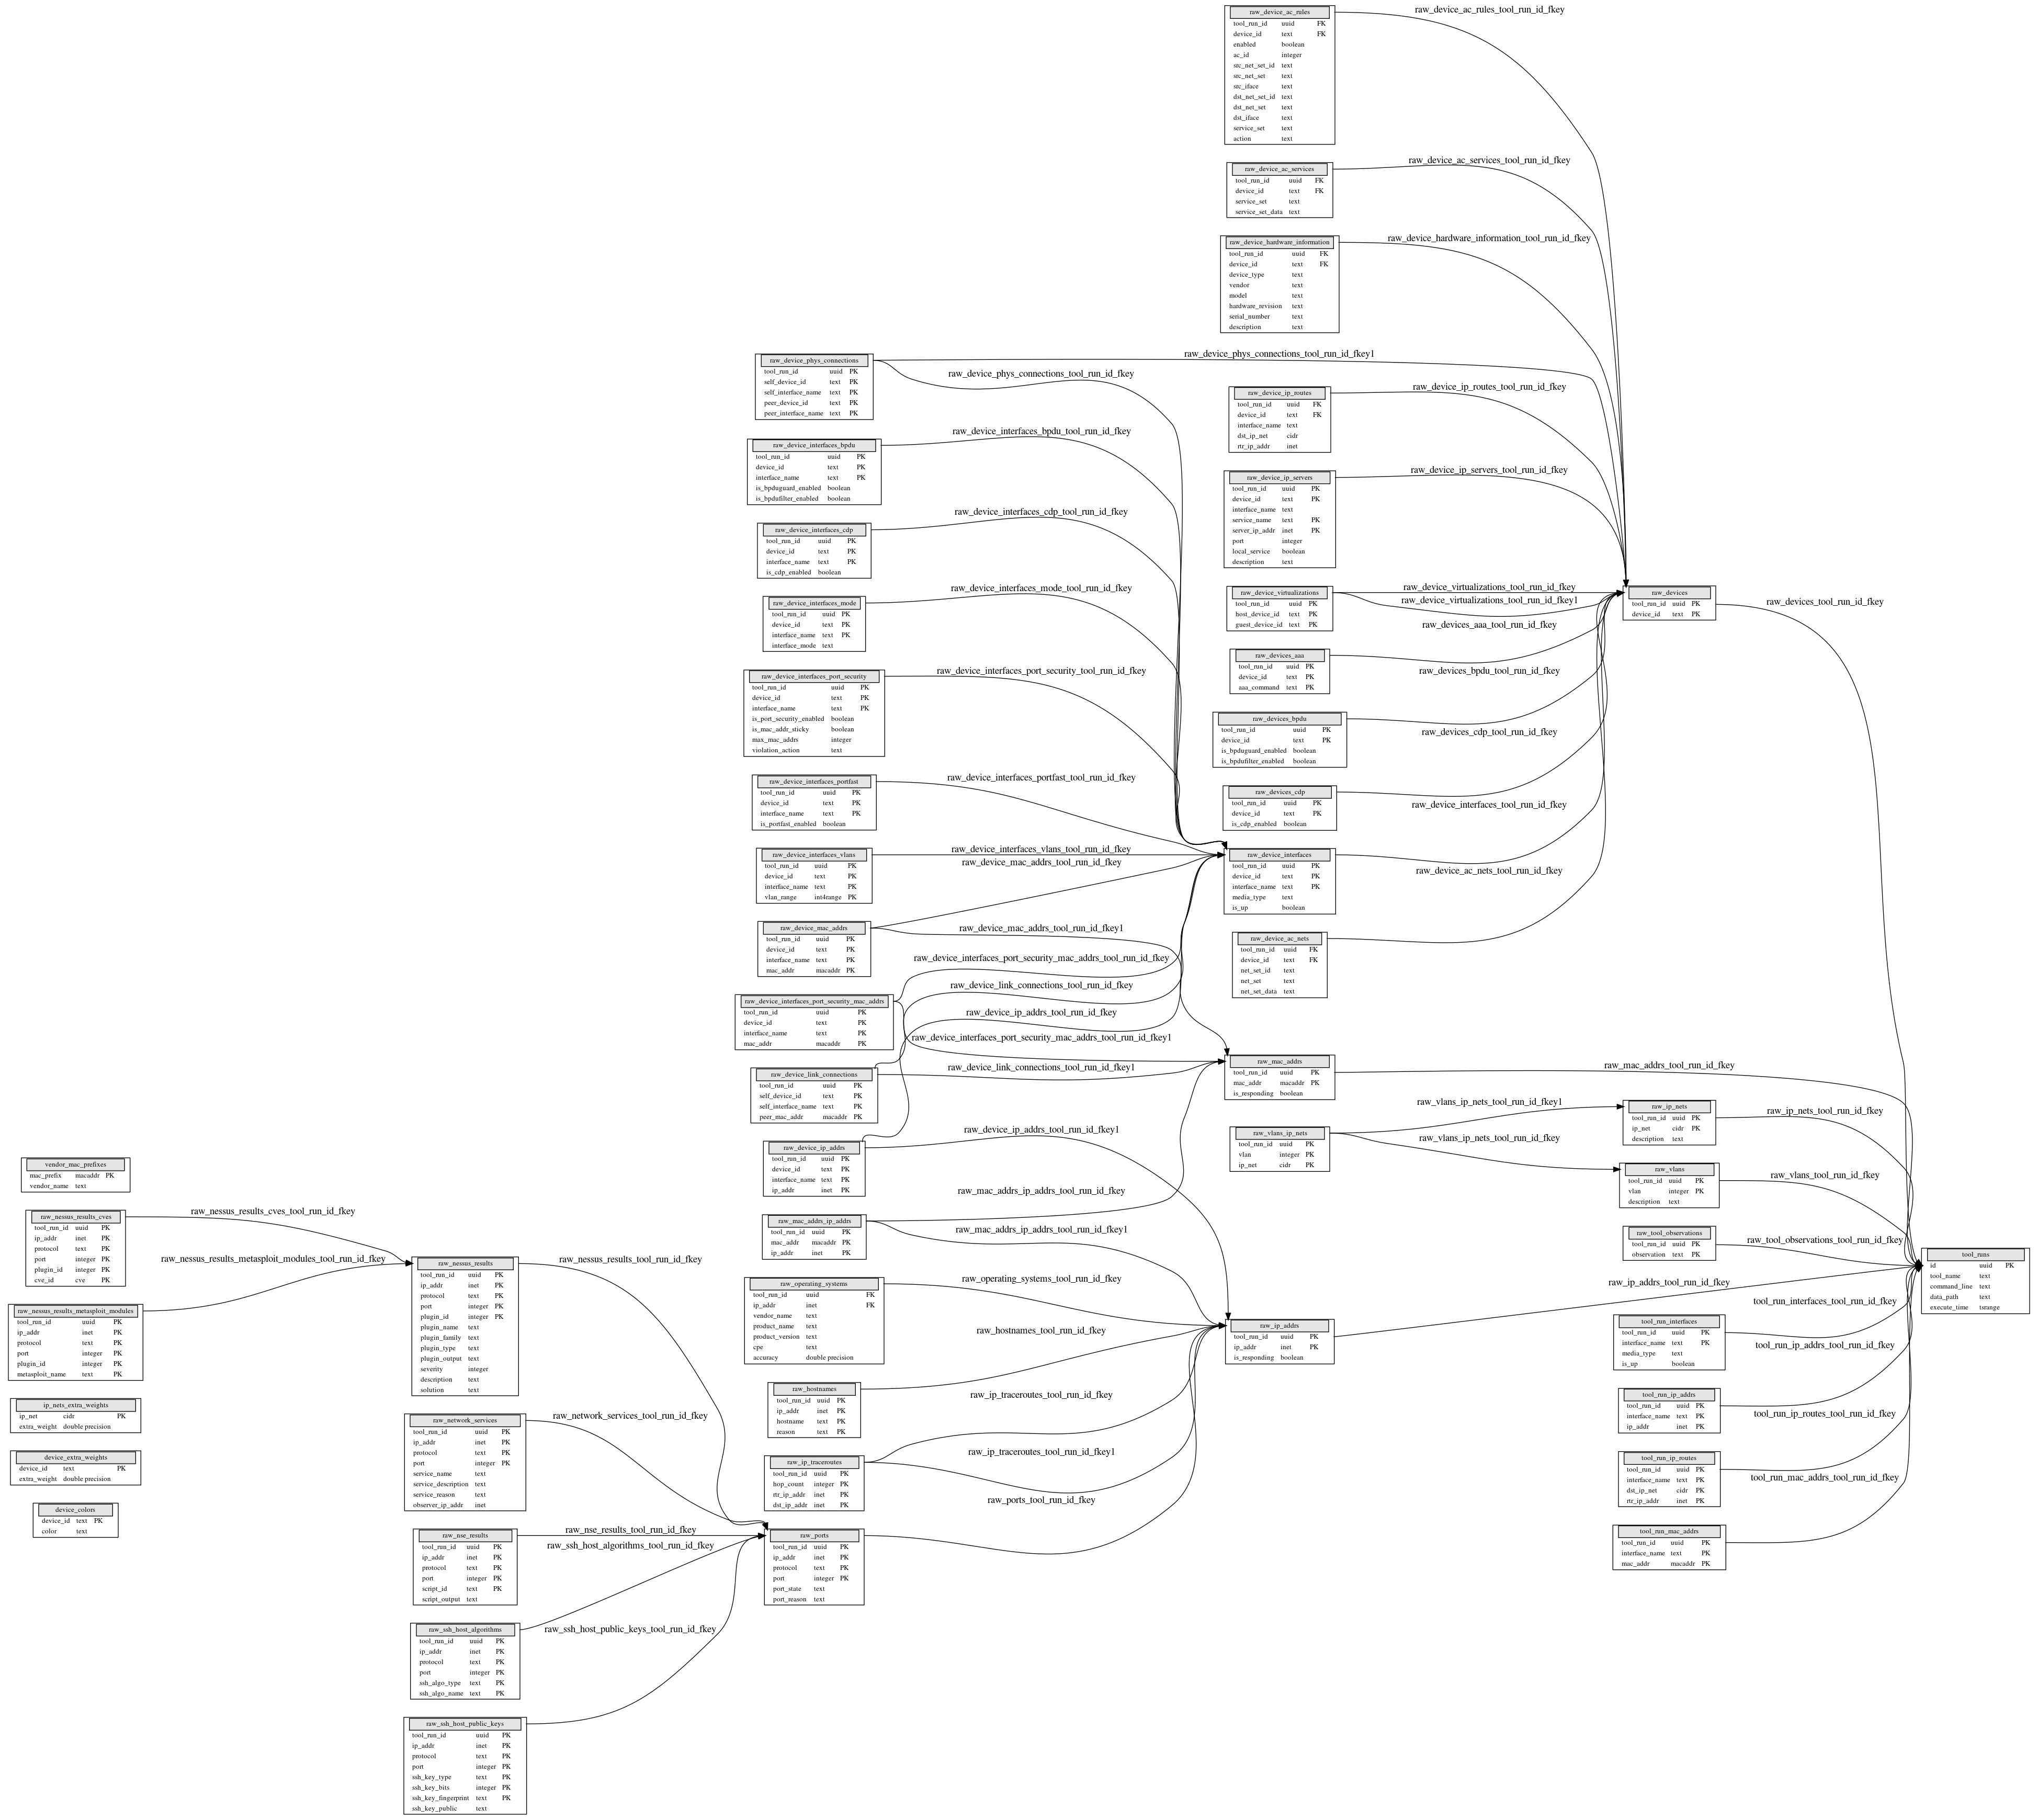 raw_device_ac_rules
tool_run_id uuid FK
device_id text FK
enabled boolean
ac_id integer
src_net_set_id text
src_net_set text
src_iface text
dst_net_set_id text
dst_net_set text
dst_iface text
service_set text
action text
raw_device_ac_rules_tool_run_id_fkey
raw_device_ac_services
tool_run_id uuid FK
device_id text FK
service_set text
service_set_data text
raw_device_ac_services_tool_run_id_fkey
raw_device_hardware_information
tool_run_id uuid FK
device_id text FK
device_type text
vendor text
model text
hardware_revision text
serial_number text
description text
raw_device_hardware_information_tool_run_id_fkey
raw_device_phys_connections
tool_run_id uuid PK
self_device_id text PK
self_interface_name text PK
peer_device_id text PK
peer_interface_name text PK
raw_device_phys_connections_tool_run_id_fkey1
raw_device_phys_connections_tool_run_id_fkey
raw_device_ip_routes
tool_run_id uuid FK
device_id text FK
interface_name text
dst_ip_net cidr
rtr_ip_addr inet
raw_device_ip_routes_tool_run_id_fkey
raw_device_interfaces_bpdu
tool_run_id uuid PK
device_id text PK
interface_name text PK
is_bpduguard_enabled boolean
is_bpdufilter_enabled boolean
raw_device_interfaces_bpdu_tool_run_id_fkey
raw_device_ip_servers
tool_run_id uuid PK
device_id text PK
interface_name text
service_name text PK
server_ip_addr inet PK
port integer
local_service boolean
description text
raw_device_ip_servers_tool_run_id_fkey
raw_device_interfaces_cdp
tool_run_id uuid PK
device_id text PK
interface_name text PK
is_cdp_enabled boolean
raw_device_interfaces_cdp_tool_run_id_fkey
raw_device_interfaces_mode
tool_run_id uuid PK
device_id text PK
interface_name text PK
interface_mode text
raw_device_interfaces_mode_tool_run_id_fkey
raw_device_virtualizations
tool_run_id uuid PK
host_device_id text PK
guest_device_id text PK
raw_device_virtualizations_tool_run_id_fkey
raw_device_virtualizations_tool_run_id_fkey1
raw_devices
tool_run_id uuid PK
device_id text PK
raw_devices_tool_run_id_fkey
raw_devices_aaa
tool_run_id uuid PK
device_id text PK
aaa_command text PK
raw_devices_aaa_tool_run_id_fkey
raw_device_interfaces_port_security
tool_run_id uuid PK
device_id text PK
interface_name text PK
is_port_security_enabled boolean
is_mac_addr_sticky boolean
max_mac_addrs integer
violation_action text
raw_device_interfaces_port_security_tool_run_id_fkey
raw_devices_bpdu
tool_run_id uuid PK
device_id text PK
is_bpduguard_enabled boolean
is_bpdufilter_enabled boolean
raw_devices_bpdu_tool_run_id_fkey
raw_device_interfaces_portfast
tool_run_id uuid PK
device_id text PK
interface_name text PK
is_portfast_enabled boolean
raw_device_interfaces_portfast_tool_run_id_fkey
raw_devices_cdp
tool_run_id uuid PK
device_id text PK
is_cdp_enabled boolean
raw_devices_cdp_tool_run_id_fkey
raw_device_interfaces_vlans
tool_run_id uuid PK
device_id text PK
interface_name text PK
vlan_range int4range PK
raw_device_interfaces_vlans_tool_run_id_fkey
raw_device_interfaces
tool_run_id uuid PK
device_id text PK
interface_name text PK
media_type text
is_up boolean
raw_device_interfaces_tool_run_id_fkey
raw_device_mac_addrs
tool_run_id uuid PK
device_id text PK
interface_name text PK
mac_addr macaddr PK
raw_device_mac_addrs_tool_run_id_fkey
raw_device_mac_addrs_tool_run_id_fkey1
raw_device_ac_nets
tool_run_id uuid FK
device_id text FK
net_set_id text
net_set text
net_set_data text
raw_device_ac_nets_tool_run_id_fkey
raw_device_interfaces_port_security_mac_addrs
tool_run_id uuid PK
device_id text PK
interface_name text PK
mac_addr macaddr PK
raw_device_interfaces_port_security_mac_addrs_tool_run_id_fkey
raw_device_interfaces_port_security_mac_addrs_tool_run_id_fkey1
raw_device_link_connections
tool_run_id uuid PK
self_device_id text PK
self_interface_name text PK
peer_mac_addr macaddr PK
raw_device_link_connections_tool_run_id_fkey
raw_device_link_connections_tool_run_id_fkey1
raw_mac_addrs
tool_run_id uuid PK
mac_addr macaddr PK
is_responding boolean
raw_mac_addrs_tool_run_id_fkey
raw_device_ip_addrs
tool_run_id uuid PK
device_id text PK
interface_name text PK
ip_addr inet PK
raw_device_ip_addrs_tool_run_id_fkey
raw_device_ip_addrs_tool_run_id_fkey1
raw_vlans_ip_nets
tool_run_id uuid PK
vlan integer PK
ip_net cidr PK
raw_vlans_ip_nets_tool_run_id_fkey1
raw_vlans_ip_nets_tool_run_id_fkey
raw_ip_nets
tool_run_id uuid PK
ip_net cidr PK
description text
raw_ip_nets_tool_run_id_fkey
raw_vlans
tool_run_id uuid PK
vlan integer PK
description text
raw_vlans_tool_run_id_fkey
vendor_mac_prefixes
mac_prefix macaddr PK
vendor_name text
raw_nessus_results_cves
tool_run_id uuid PK
ip_addr inet PK
protocol text PK
port integer PK
plugin_id integer PK
cve_id cve PK
raw_nessus_results_cves_tool_run_id_fkey
raw_mac_addrs_ip_addrs
tool_run_id uuid PK
mac_addr macaddr PK
ip_addr inet PK
raw_mac_addrs_ip_addrs_tool_run_id_fkey
raw_mac_addrs_ip_addrs_tool_run_id_fkey1
raw_tool_observations
tool_run_id uuid PK
observation text PK
raw_tool_observations_tool_run_id_fkey
tool_runs
id uuid PK
tool_name text
command_line text
data_path text
execute_time tsrange
raw_nessus_results
tool_run_id uuid PK
ip_addr inet PK
protocol text PK
port integer PK
plugin_id integer PK
plugin_name text
plugin_family text
plugin_type text
plugin_output text
severity integer
description text
solution text
raw_nessus_results_tool_run_id_fkey
raw_nessus_results_metasploit_modules
tool_run_id uuid PK
ip_addr inet PK
protocol text PK
port integer PK
plugin_id integer PK
metasploit_name text PK
raw_nessus_results_metasploit_modules_tool_run_id_fkey
raw_operating_systems
tool_run_id uuid FK
ip_addr inet FK
vendor_name text
product_name text
product_version text
cpe text
accuracy double precision
raw_operating_systems_tool_run_id_fkey
raw_ip_addrs
tool_run_id uuid PK
ip_addr inet PK
is_responding boolean
raw_ip_addrs_tool_run_id_fkey
tool_run_interfaces
tool_run_id uuid PK
interface_name text PK
media_type text
is_up boolean
tool_run_interfaces_tool_run_id_fkey
raw_hostnames
tool_run_id uuid PK
ip_addr inet PK
hostname text PK
reason text PK
raw_hostnames_tool_run_id_fkey
tool_run_ip_addrs
tool_run_id uuid PK
interface_name text PK
ip_addr inet PK
tool_run_ip_addrs_tool_run_id_fkey
ip_nets_extra_weights
ip_net cidr PK
extra_weight double precision
device_extra_weights
device_id text PK
extra_weight double precision
device_colors
device_id text PK
color text
raw_network_services
tool_run_id uuid PK
ip_addr inet PK
protocol text PK
port integer PK
service_name text
service_description text
service_reason text
observer_ip_addr inet
raw_network_services_tool_run_id_fkey
raw_ip_traceroutes
tool_run_id uuid PK
hop_count integer PK
rtr_ip_addr inet PK
dst_ip_addr inet PK
raw_ip_traceroutes_tool_run_id_fkey
raw_ip_traceroutes_tool_run_id_fkey1
tool_run_ip_routes
tool_run_id uuid PK
interface_name text PK
dst_ip_net cidr PK
rtr_ip_addr inet PK
tool_run_ip_routes_tool_run_id_fkey
tool_run_mac_addrs
tool_run_id uuid PK
interface_name text PK
mac_addr macaddr PK
tool_run_mac_addrs_tool_run_id_fkey
raw_nse_results
tool_run_id uuid PK
ip_addr inet PK
protocol text PK
port integer PK
script_id text PK
script_output text
raw_nse_results_tool_run_id_fkey
raw_ports
tool_run_id uuid PK
ip_addr inet PK
protocol text PK
port integer PK
port_state text
port_reason text
raw_ports_tool_run_id_fkey
raw_ssh_host_algorithms
tool_run_id uuid PK
ip_addr inet PK
protocol text PK
port integer PK
ssh_algo_type text PK
ssh_algo_name text PK
raw_ssh_host_algorithms_tool_run_id_fkey
raw_ssh_host_public_keys
tool_run_id uuid PK
ip_addr inet PK
protocol text PK
port integer PK
ssh_key_type text PK
ssh_key_bits integer PK
ssh_key_fingerprint text PK
ssh_key_public text
raw_ssh_host_public_keys_tool_run_id_fkey